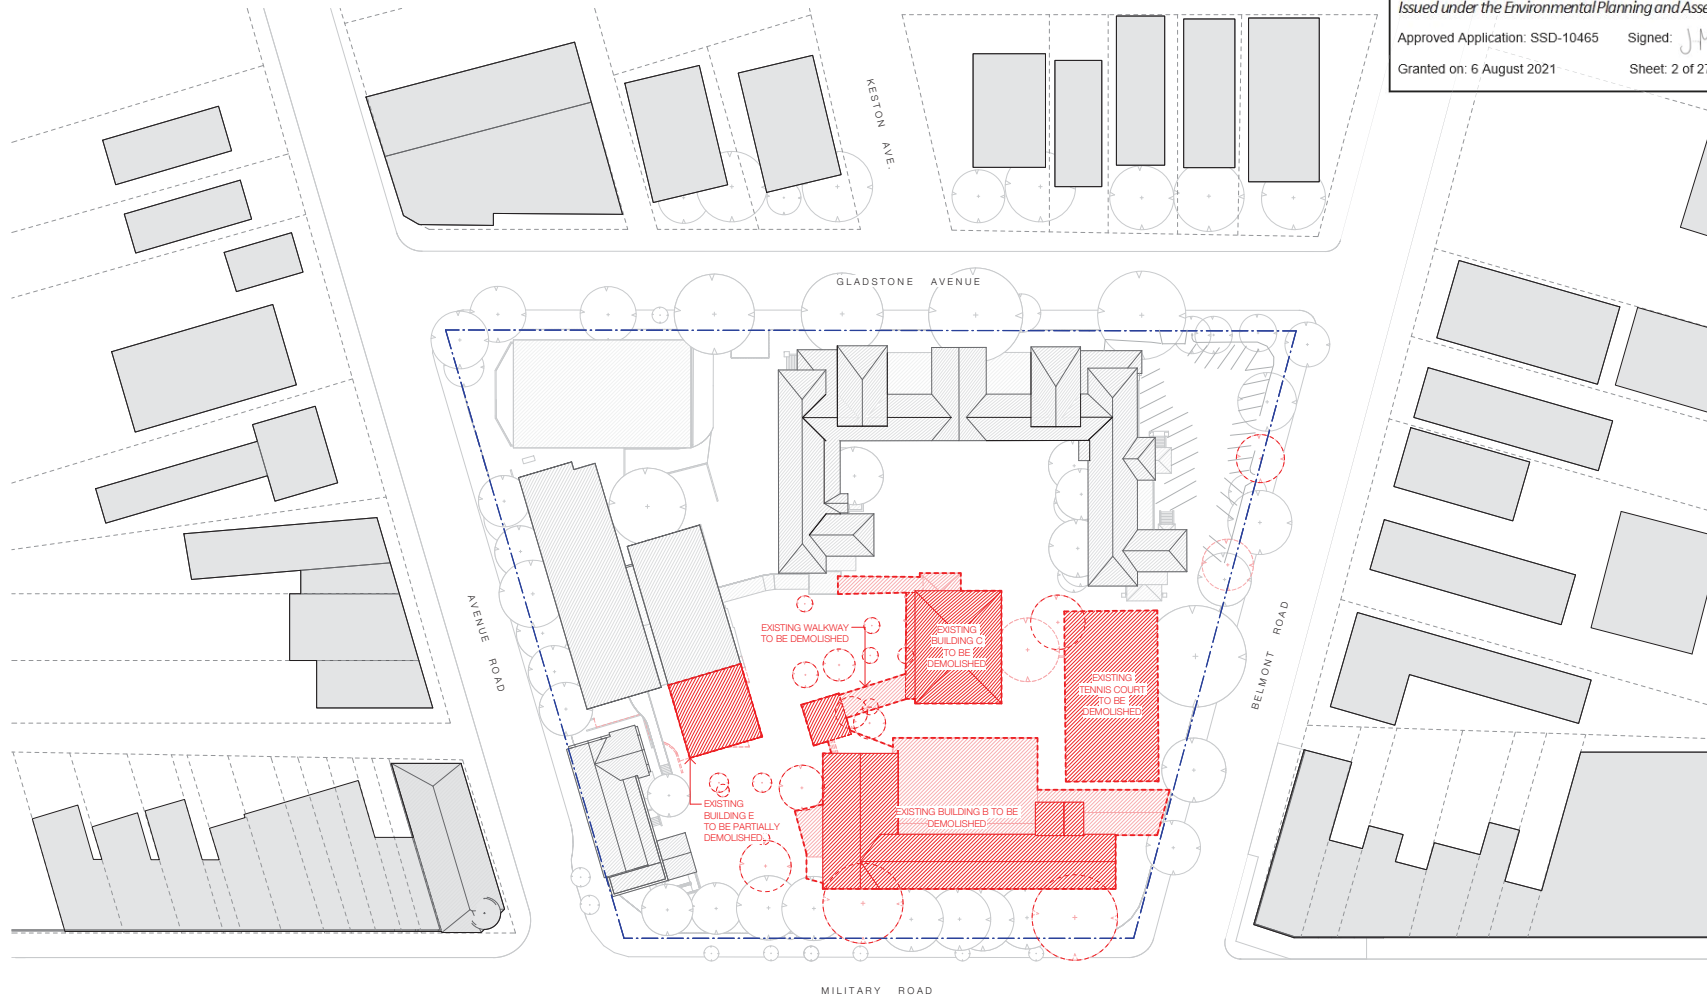 Issued under the Environmental Planning and Asse
Approved Application: SSD-10465 Signed:
Granted on: 6 August 2021 Sheet: 2 of 27
KESTON AVE.
GLADSTONE AVENUE
AVENUE ROAD
BELMONT ROAD
EXISTING WALKWAY
TO BE DEMOLISHED
EXISTING
BUILDING C
TO BE
DEMOLISHED
EXISTING
TENNIS COURT
TO BE
DEMOLISHED
EXISTING
BUILDING E
TO BE PARTIALLY
DEMOLISHED
EXISTING BUILDING B TO BE
DEMOLISHED
MILITARY ROAD